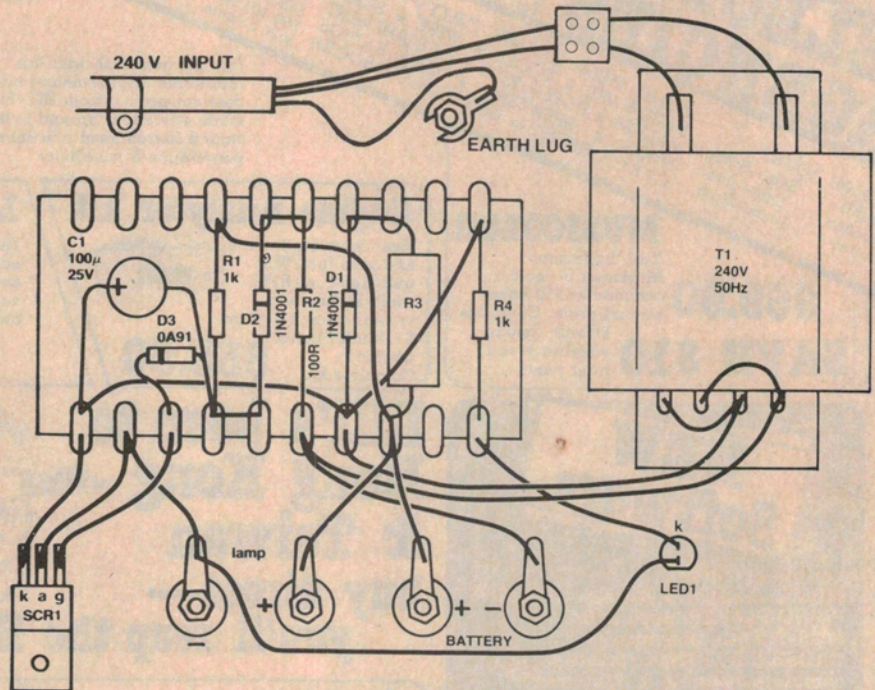 240 V INPUT
EARTH LUG
C1
100µ
25V
R1
1k
D3
0A91
D2
1N4001
R2
100R
D1
1N4001
R3
R4
1k
T1
240V
50Hz
k a g
SCR1
lamp
–
+
+
–
BATTERY
k
LED1
+